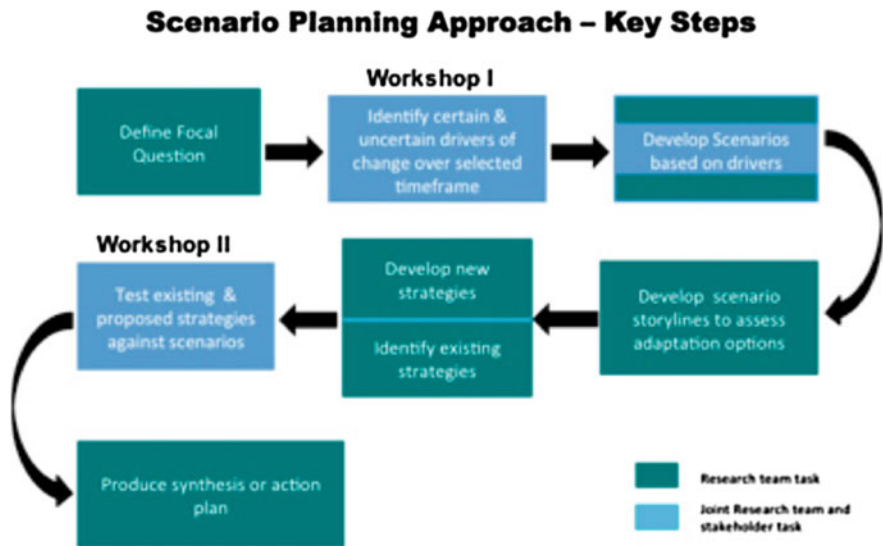 Scenario Planning Approach – Key Steps
Workshop I
Define Focal
Question
Identify certain &
uncertain drivers of
change over selected
timeframe
Develop Scenarios
based on drivers
Workshop II
Test existing &
proposed strategies
against scenarios
Develop new
strategies
Identify existing
strategies
Develop scenario
storylines to assess
adaptation options
Produce synthesis or action
plan
Research team task
Joint Research team and
stakeholder task